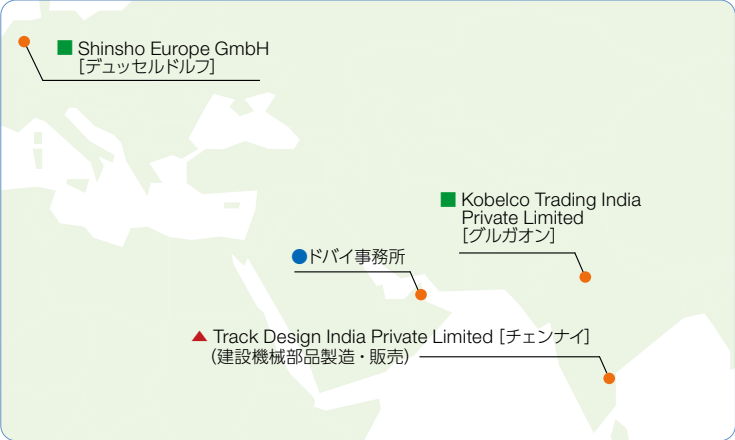 ■ Shinsho Europe GmbH
［デュッセルドルフ］
■ Kobelco Trading India
Private Limited
［グルガオン］
●ドバイ事務所
▲ Track Design India Private Limited［チェンナイ］
（建設機械部品製造・販売）